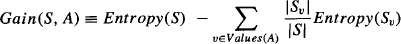 Gain(S, A) ≡ Entropy(S) − ∑_{v∈Values(A)} |S_v|/|S| Entropy(S_v)